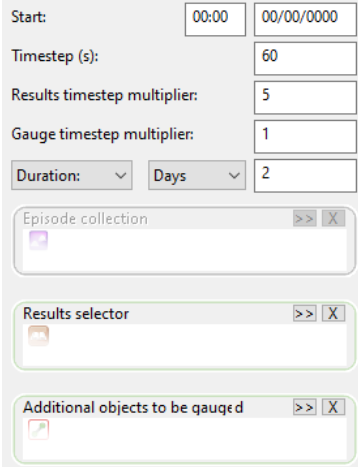 Start: 00:00 00/00/0000
Timestep (s): 60
Results timestep multiplier: 5
Gauge timestep multiplier: 1
Duration: Days 2
Episode collection >> X
Results selector >> X
Additional objects to be gauged >> X